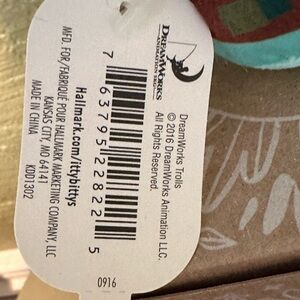 DREAMWORKS
DreamWorks Trolls
© 2016 DreamWorks Animation LLC.
All Rights Reserved.
7 63795 22822 5
Hallmark.com/ittybittys
MFD. FOR/FABRIQUÉ POUR HALLMARK MARKETING COMPANY, LLC
KANSAS CITY, MO 64141
MADE IN CHINA
KDD1302
0916